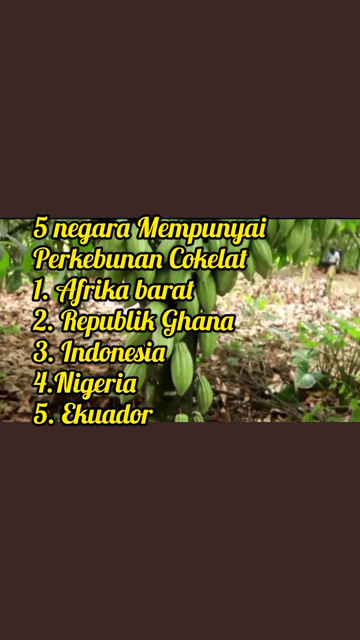 5 negara Mempunyai
Perkebunan Cokelat
1. Afrika barat
2. Republik Ghana
3. Indonesia
4.Nigeria
5. Ekuador